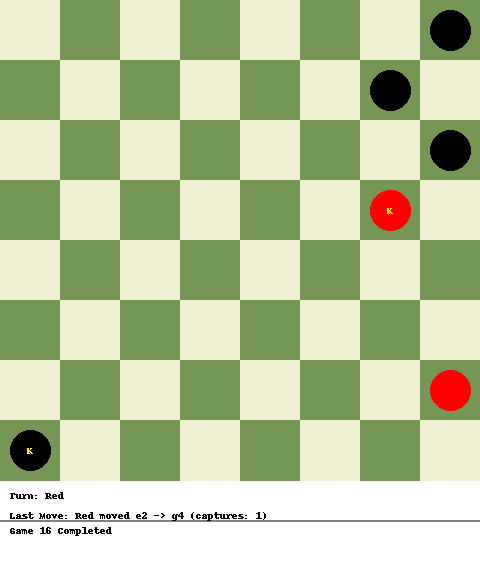 K
K
Turn: Red
Last Move: Red moved e2 -> g4 (captures: 1)
Game 16 Completed